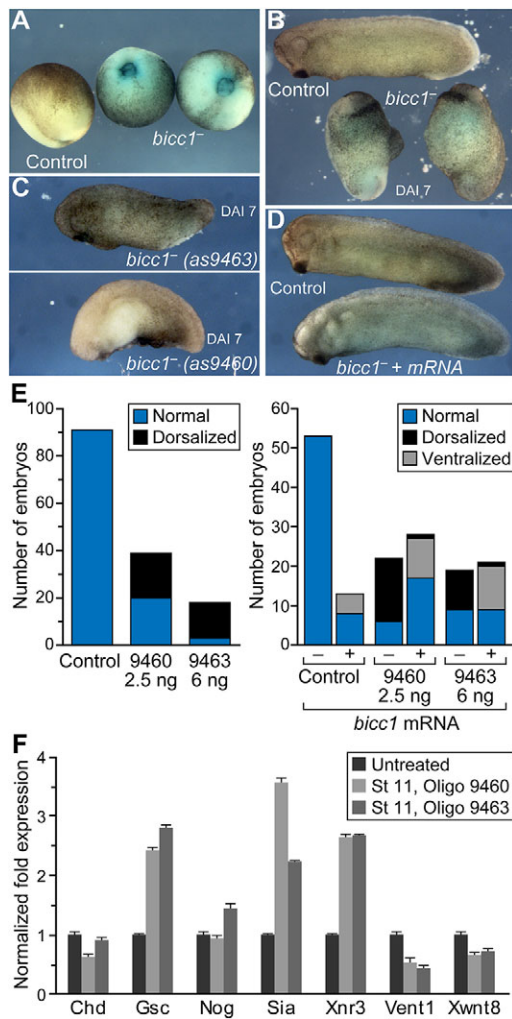 A
Control
bicc1⁻
B
Control
bicc1⁻
DAI 7
C
DAI 7
bicc1⁻ (as9463)
DAI 7
bicc1⁻ (as9460)
D
Control
bicc1⁻ + mRNA
E
Number of embryos
100
80
60
40
20
0
Normal
Dorsalized
Control
9460
2.5 ng
9463
6 ng
Number of embryos
60
50
40
30
20
10
0
Normal
Dorsalized
Ventralized
– + – + – +
Control
9460
2.5 ng
9463
6 ng
bicc1 mRNA
F
Normalized fold expression
4
3
2
1
0
Untreated
St 11, Oligo 9460
St 11, Oligo 9463
Chd Gsc Nog Sia Xnr3 Vent1 Xwnt8